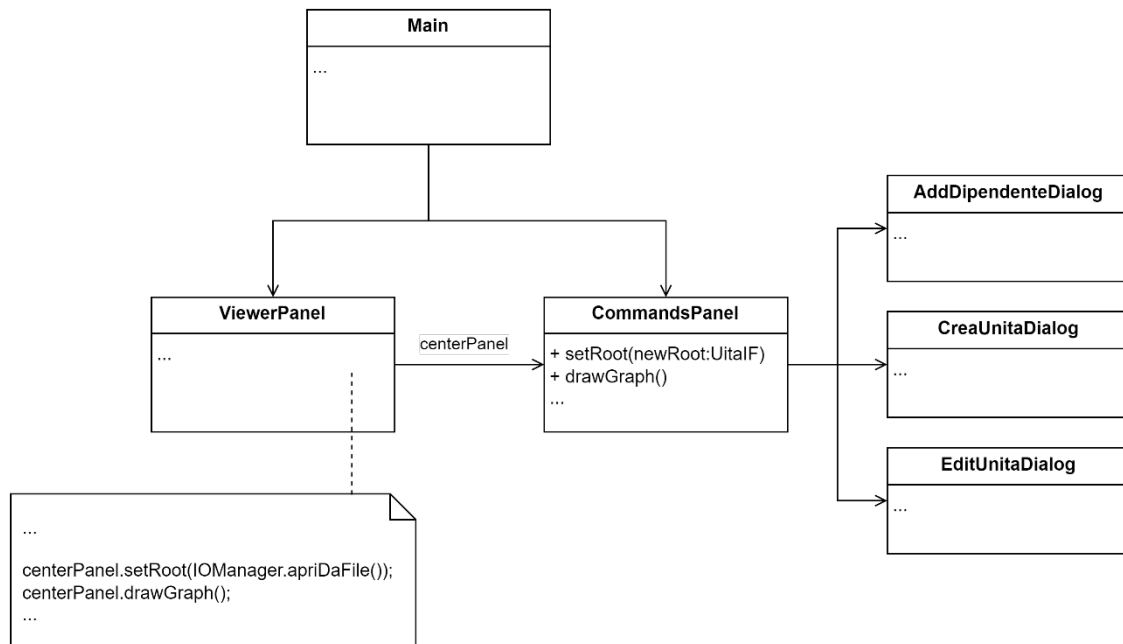 Main
...
AddDipendenteDialog
...
ViewerPanel
...
centerPanel
CommandsPanel
+ setRoot(newRoot:UitaIF)
+ drawGraph()
...
CreaUnitaDialog
...
EditUnitaDialog
...
...
centerPanel.setRoot(IOManager.apriDaFile());
centerPanel.drawGraph();
...